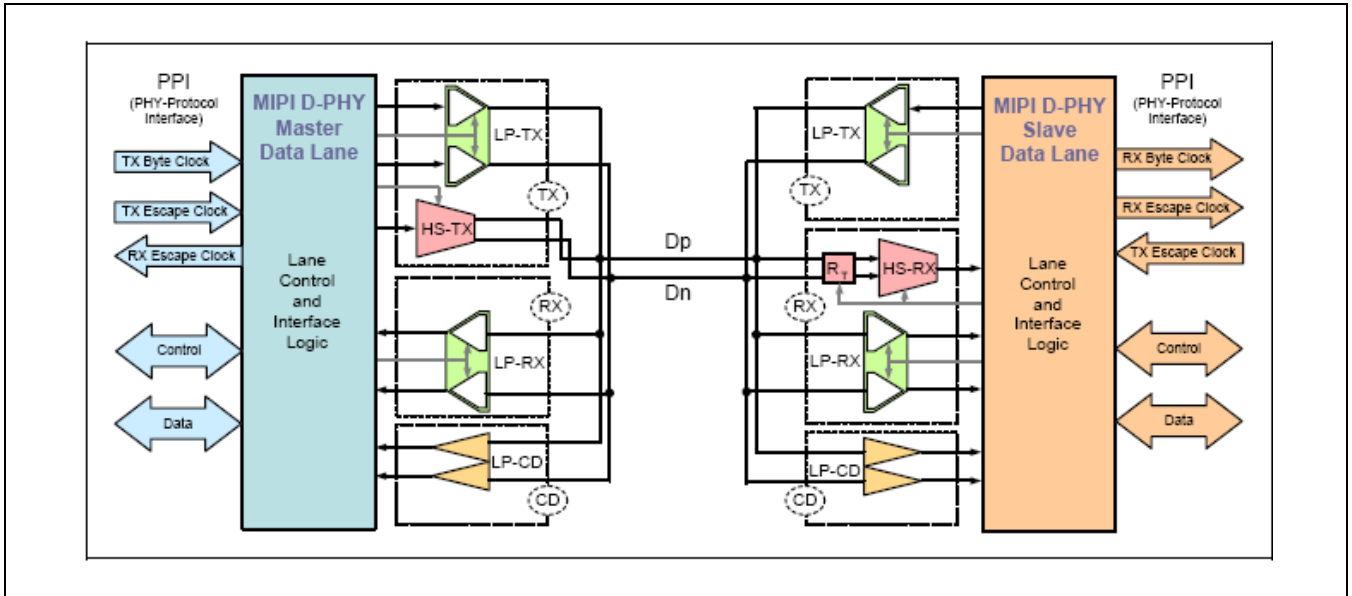 PPI
(PHY-Protocol
Interface)
TX Byte Clock
TX Escape Clock
RX Escape Clock
Control
Data
MIPI D-PHY
Master
Data Lane
Lane
Control
and
Interface
Logic
LP-TX
TX
HS-TX
RX
LP-RX
LP-CD
CD
Dp
Dn
LP-TX
TX
RT
HS-RX
RX
LP-RX
LP-CD
CD
MIPI D-PHY
Slave
Data Lane
Lane
Control
and
Interface
Logic
PPI
(PHY-Protocol
Interface)
RX Byte Clock
RX Escape Clock
TX Escape Clock
Control
Data